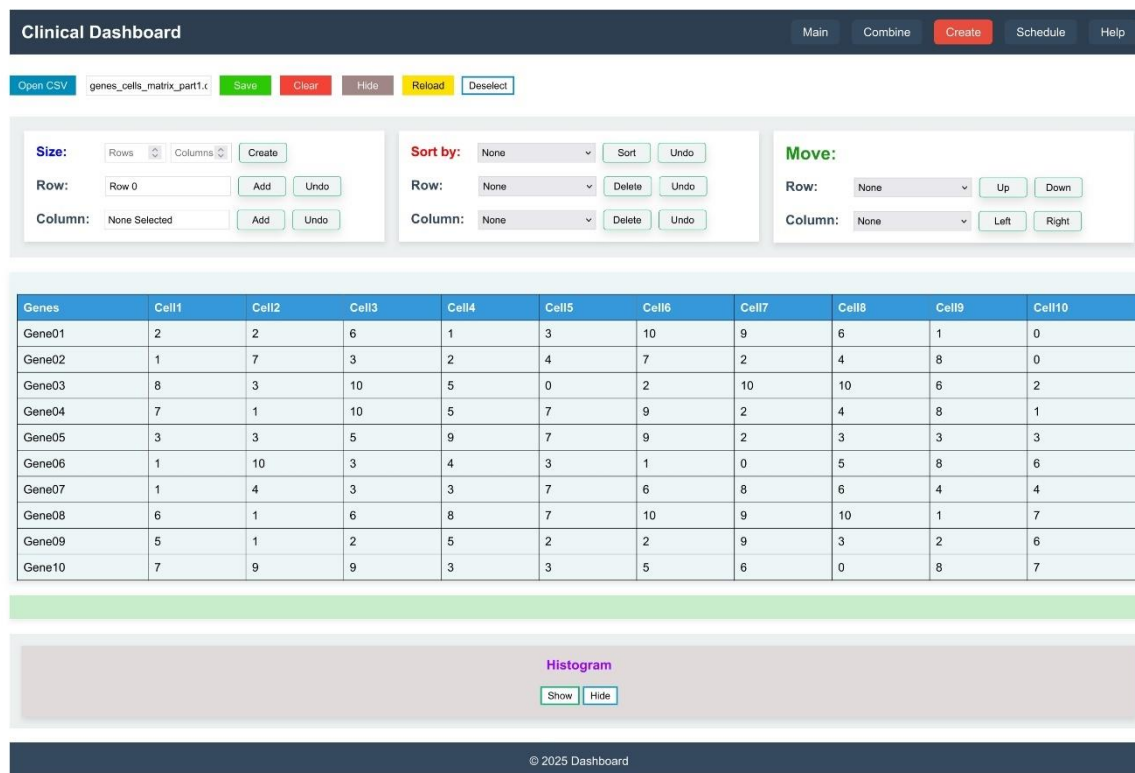 Clinical Dashboard Main Combine Create Schedule Help
Open CSV genes_cells_matrix_part1.c Save Clear Hide Reload Deselect
Size: Rows Columns Create
Row: Row 0 Add Undo
Column: None Selected Add Undo
Sort by: None Sort Undo
Row: None Delete Undo
Column: None Delete Undo
Move:
Row: None Up Down
Column: None Left Right
Genes Cell1 Cell2 Cell3 Cell4 Cell5 Cell6 Cell7 Cell8 Cell9 Cell10
Gene01 2 2 6 1 3 10 9 6 1 0
Gene02 1 7 3 2 4 7 2 4 8 0
Gene03 8 3 10 5 0 2 10 10 6 2
Gene04 7 1 10 5 7 9 2 4 8 1
Gene05 3 3 5 9 7 9 2 3 3 3
Gene06 1 10 3 4 3 1 0 5 8 6
Gene07 1 4 3 3 7 6 8 6 4 4
Gene08 6 1 6 8 7 10 9 10 1 7
Gene09 5 1 2 5 2 2 9 3 2 6
Gene10 7 9 9 3 3 5 6 0 8 7
Histogram
Show Hide
© 2025 Dashboard